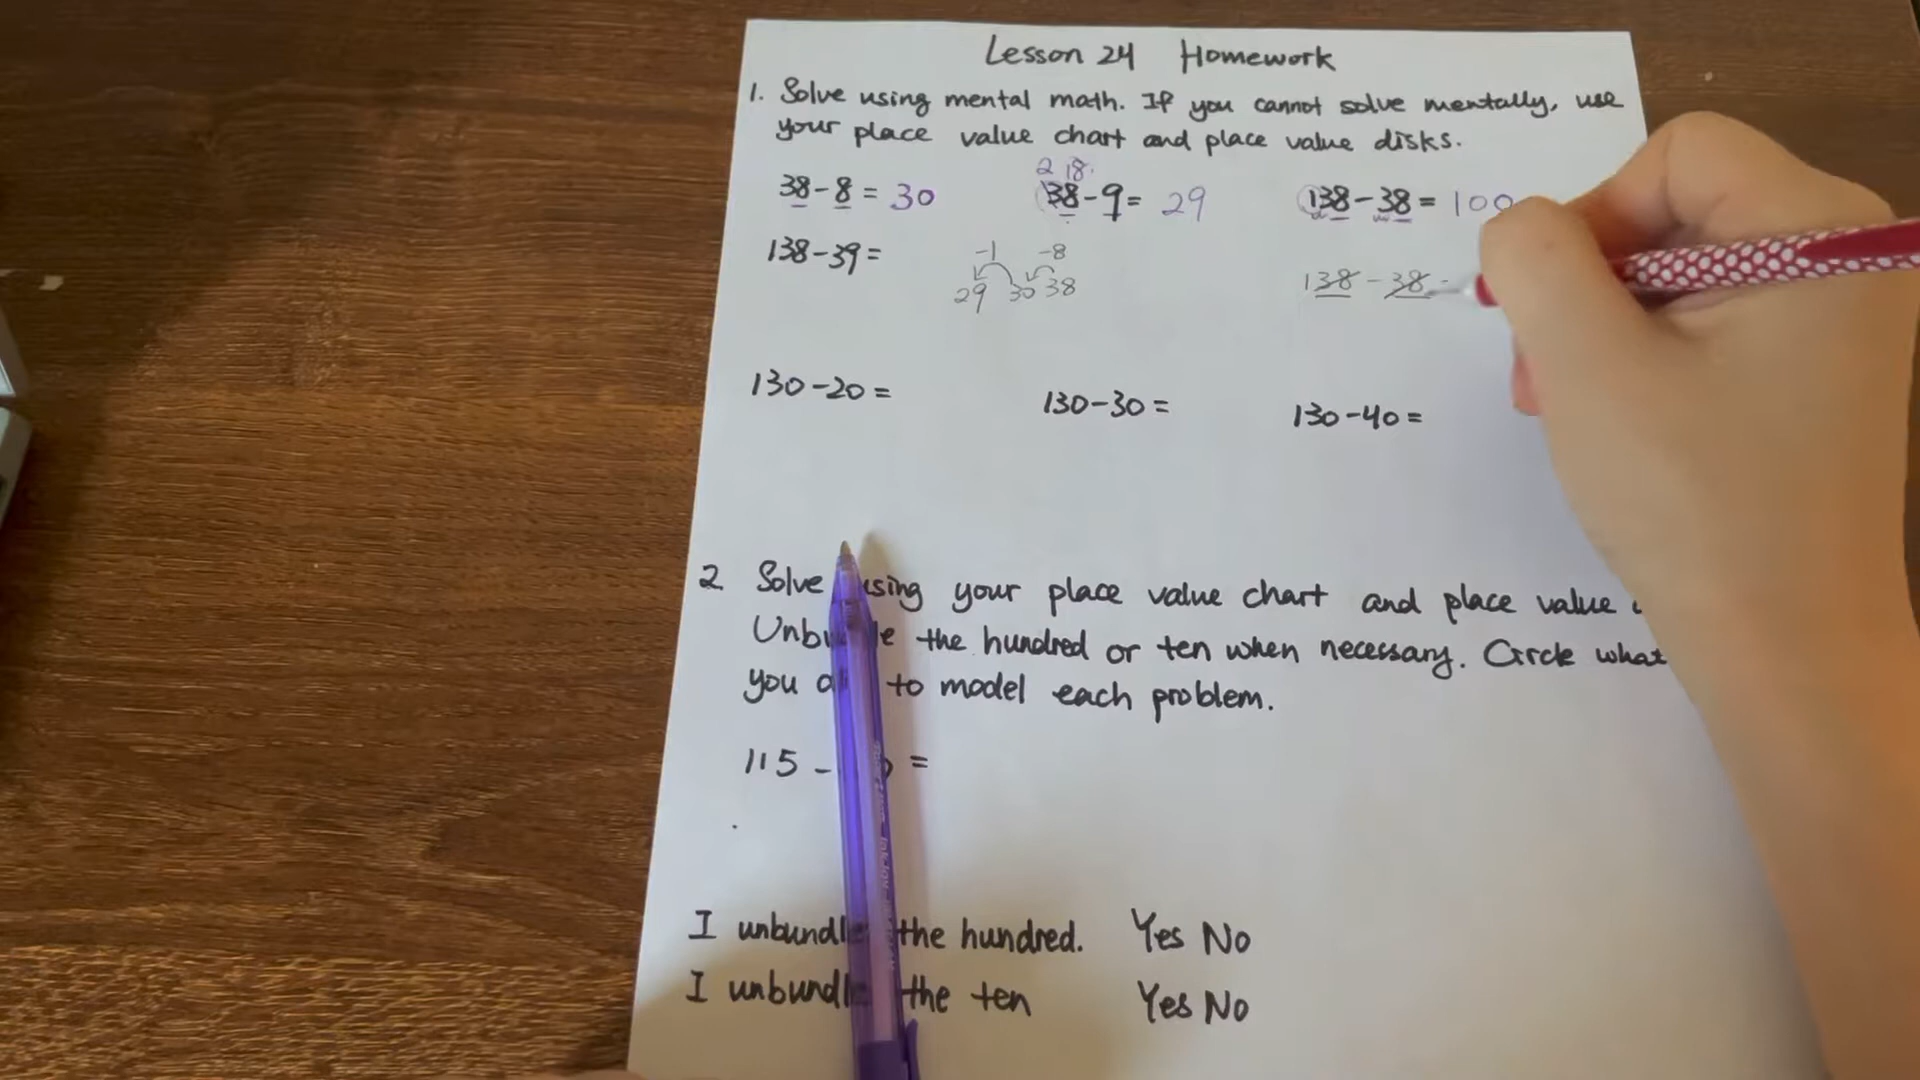 Lesson 24 Homework
1. Solve using mental math. If you cannot solve mentally, use
your place value chart and place value disks.
2 18
38-8 = 30 38-9= 29 138-38 = 100
138-39=
-1 -8
29 30 38
138 - 38 -
130-20= 130-30= 130-40=
2 Solve using your place value chart and place value
the hundred or ten when necessary. Circle what
you to model each problem.
115 - =
I unbundle the hundred. Yes No
I unbundle the ten Yes No